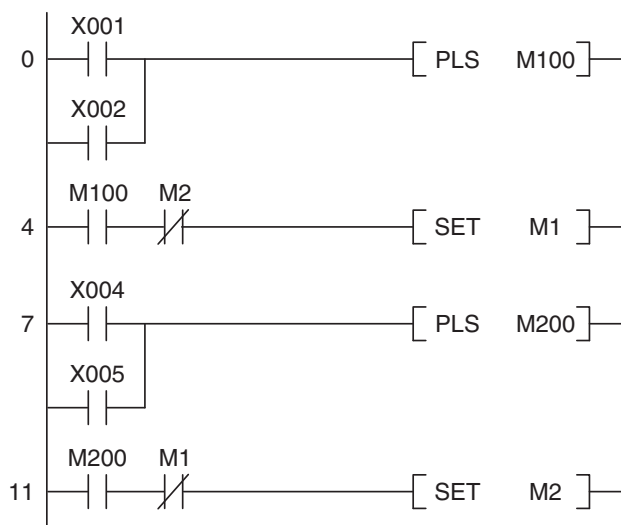 X001
0 PLS M100
X002
M100 M2
4 SET M1
X004
7 PLS M200
X005
M200 M1
11 SET M2